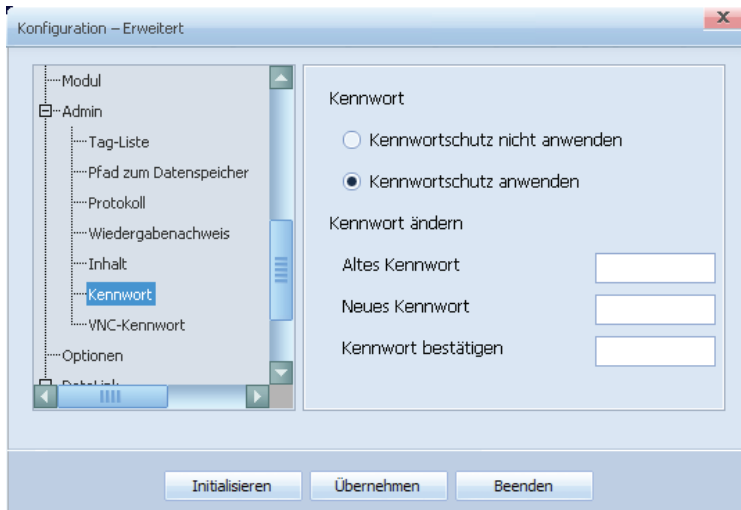 Konfiguration – Erweitert
Modul
Admin
Tag-Liste
Pfad zum Datenspeicher
Protokoll
Wiedergabenachweis
Inhalt
Kennwort
VNC-Kennwort
Optionen
DataLink
Kennwort
Kennwortschutz nicht anwenden
Kennwortschutz anwenden
Kennwort ändern
Altes Kennwort
Neues Kennwort
Kennwort bestätigen
Initialisieren
Übernehmen
Beenden